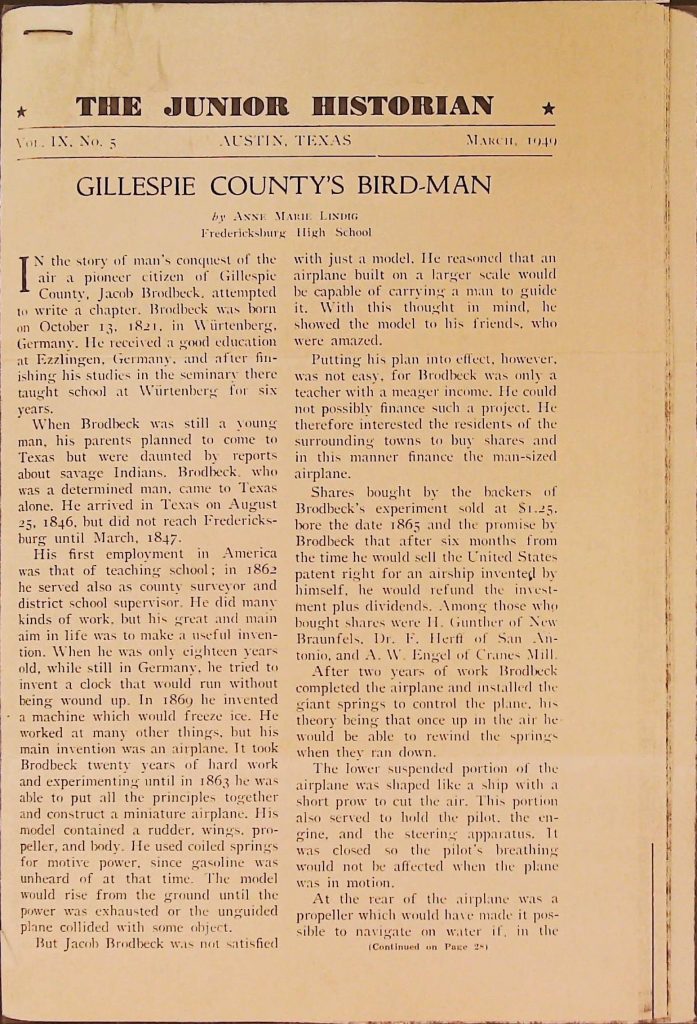 ★ THE JUNIOR HISTORIAN ★
Vol. IX, No. 5 AUSTIN, TEXAS March, 1949
GILLESPIE COUNTY'S BIRD-MAN
by Anne Marie Lindig
Fredericksburg High School
IN the story of man's conquest of the
air a pioneer citizen of Gillespie
County, Jacob Brodbeck, attempted
to write a chapter. Brodbeck was born
on October 13, 1821, in Würtenberg,
Germany. He received a good education
at Ezzlingen, Germany, and after fin-
ishing his studies in the seminary there
taught school at Würtenberg for six
years.
When Brodbeck was still a young
man, his parents planned to come to
Texas but were daunted by reports
about savage Indians. Brodbeck, who
was a determined man, came to Texas
alone. He arrived in Texas on August
25, 1846, but did not reach Fredericks-
burg until March, 1847.
His first employment in America
was that of teaching school; in 1862
he served also as county surveyor and
district school supervisor. He did many
kinds of work, but his great and main
aim in life was to make a useful inven-
tion. When he was only eighteen years
old, while still in Germany, he tried to
invent a clock that would run without
being wound up. In 1869 he invented
a machine which would freeze ice. He
worked at many other things, but his
main invention was an airplane. It took
Brodbeck twenty years of hard work
and experimenting until in 1863 he was
able to put all the principles together
and construct a miniature airplane. His
model contained a rudder, wings, pro-
peller, and body. He used coiled springs
for motive power, since gasoline was
unheard of at that time. The model
would rise from the ground until the
power was exhausted or the unguided
plane collided with some object.
But Jacob Brodbeck was not satisfied
with just a model. He reasoned that an
airplane built on a larger scale would
be capable of carrying a man to guide
it. With this thought in mind, he
showed the model to his friends, who
were amazed.
Putting his plan into effect, however,
was not easy, for Brodbeck was only a
teacher with a meager income. He could
not possibly finance such a project. He
therefore interested the residents of the
surrounding towns to buy shares and
in this manner finance the man-sized
airplane.
Shares bought by the backers of
Brodbeck's experiment sold at $1.25,
bore the date 1865 and the promise by
Brodbeck that after six months from
the time he would sell the United States
patent right for an airship invented by
himself, he would refund the invest-
ment plus dividends. Among those who
bought shares were H. Gunther of New
Braunfels, Dr. F. Herff of San An-
tonio, and A. W. Engel of Cranes Mill.
After two years of work Brodbeck
completed the airplane and installed the
giant springs to control the plane, his
theory being that once up in the air he
would be able to rewind the springs
when they ran down.
The lower suspended portion of the
airplane was shaped like a ship with a
short prow to cut the air. This portion
also served to hold the pilot, the en-
gine, and the steering apparatus. It
was closed so the pilot's breathing
would not be affected when the plane
was in motion.
At the rear of the airplane was a
propeller which would have made it pos-
sible to navigate on water if, in the
(Continued on Page 28)